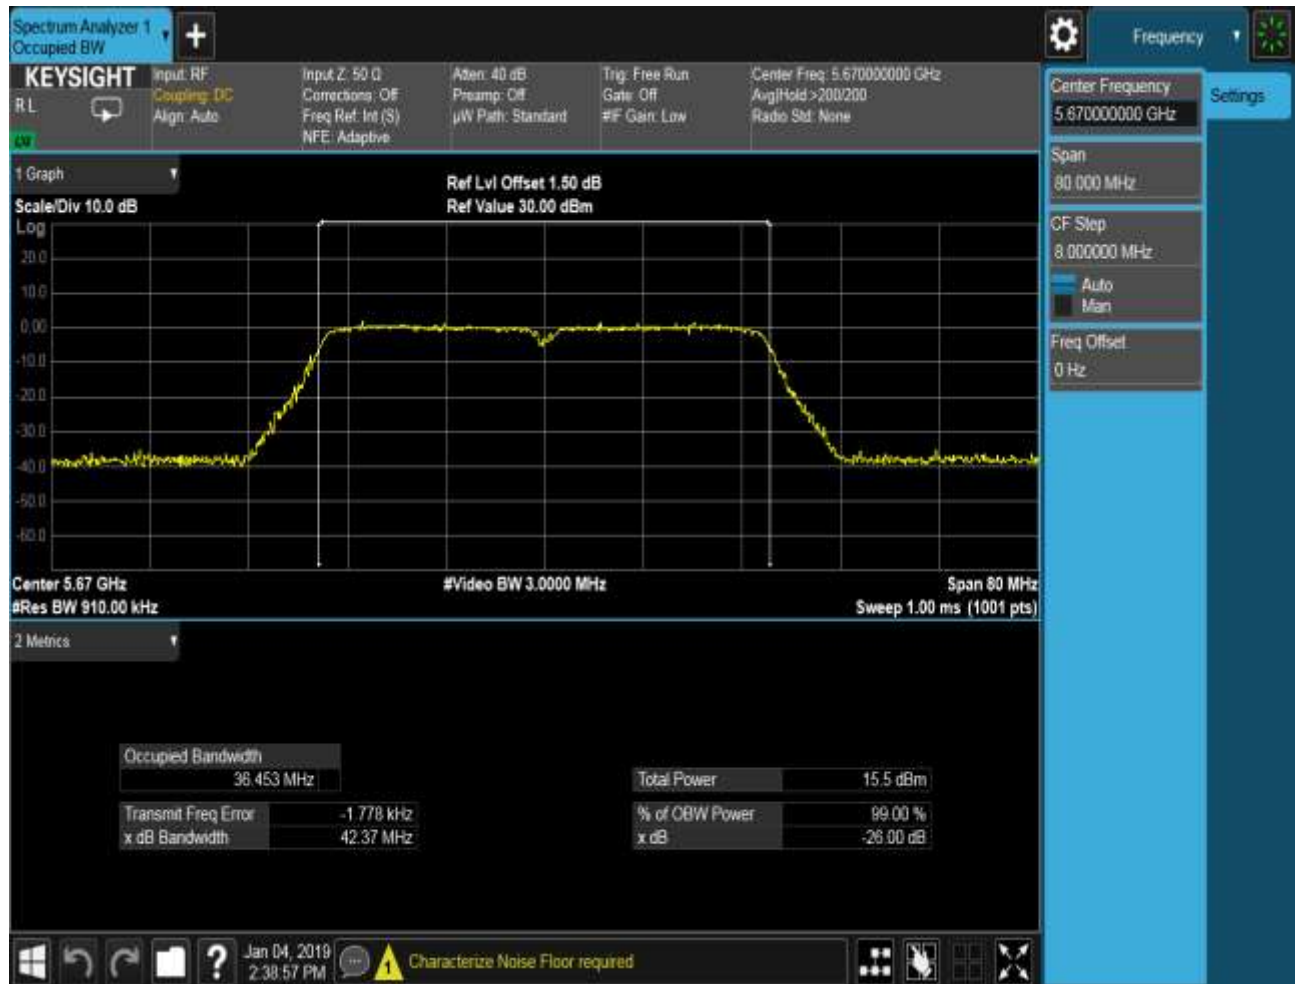 Spectrum Analyzer 1
Occupied BW
Frequency
KEYSIGHT
R L
Input: RF
Coupling: DC
Align: Auto
Input Z: 50 Ω
Corrections: Off
Freq Ref: Int (S)
NFE: Adaptive
Atten: 40 dB
Preamp: Off
µW Path: Standard
Trig: Free Run
Gate: Off
#IF Gain: Low
Center Freq: 5.670000000 GHz
Avg|Hold:>200/200
Radio Std: None
Center Frequency
5.670000000 GHz
Settings
Span
80.000 MHz
CF Step
8.000000 MHz
Auto
Man
Freq Offset
0 Hz
1 Graph
Scale/Div 10.0 dB
Ref Lvl Offset 1.50 dB
Ref Value 30.00 dBm
Log
20.0
10.0
0.00
-10.0
-20.0
-30.0
-40.0
-50.0
-60.0
Center 5.67 GHz
#Video BW 3.0000 MHz
Span 80 MHz
#Res BW 910.00 kHz
Sweep 1.00 ms (1001 pts)
2 Metrics
Occupied Bandwidth
36.453 MHz
Total Power 15.5 dBm
Transmit Freq Error -1.778 kHz
% of OBW Power 99.00 %
x dB Bandwidth 42.37 MHz
x dB -26.00 dB
?
Jan 04, 2019
2:38:57 PM
1
Characterize Noise Floor required